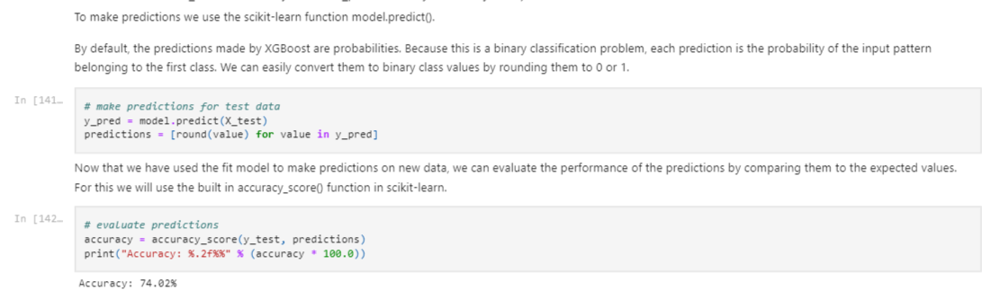 To make predictions we use the scikit-learn function model.predict().
By default, the predictions made by XGBoost are probabilities. Because this is a binary classification problem, each prediction is the probability of the input pattern
belonging to the first class. We can easily convert them to binary class values by rounding them to 0 or 1.
In [141…
# make predictions for test data
y_pred = model.predict(X_test)
predictions = [round(value) for value in y_pred]
Now that we have used the fit model to make predictions on new data, we can evaluate the performance of the predictions by comparing them to the expected values.
For this we will use the built in accuracy_score() function in scikit-learn.
In [142…
# evaluate predictions
accuracy = accuracy_score(y_test, predictions)
print("Accuracy: %.2f%%" % (accuracy * 100.0))
Accuracy: 74.02%